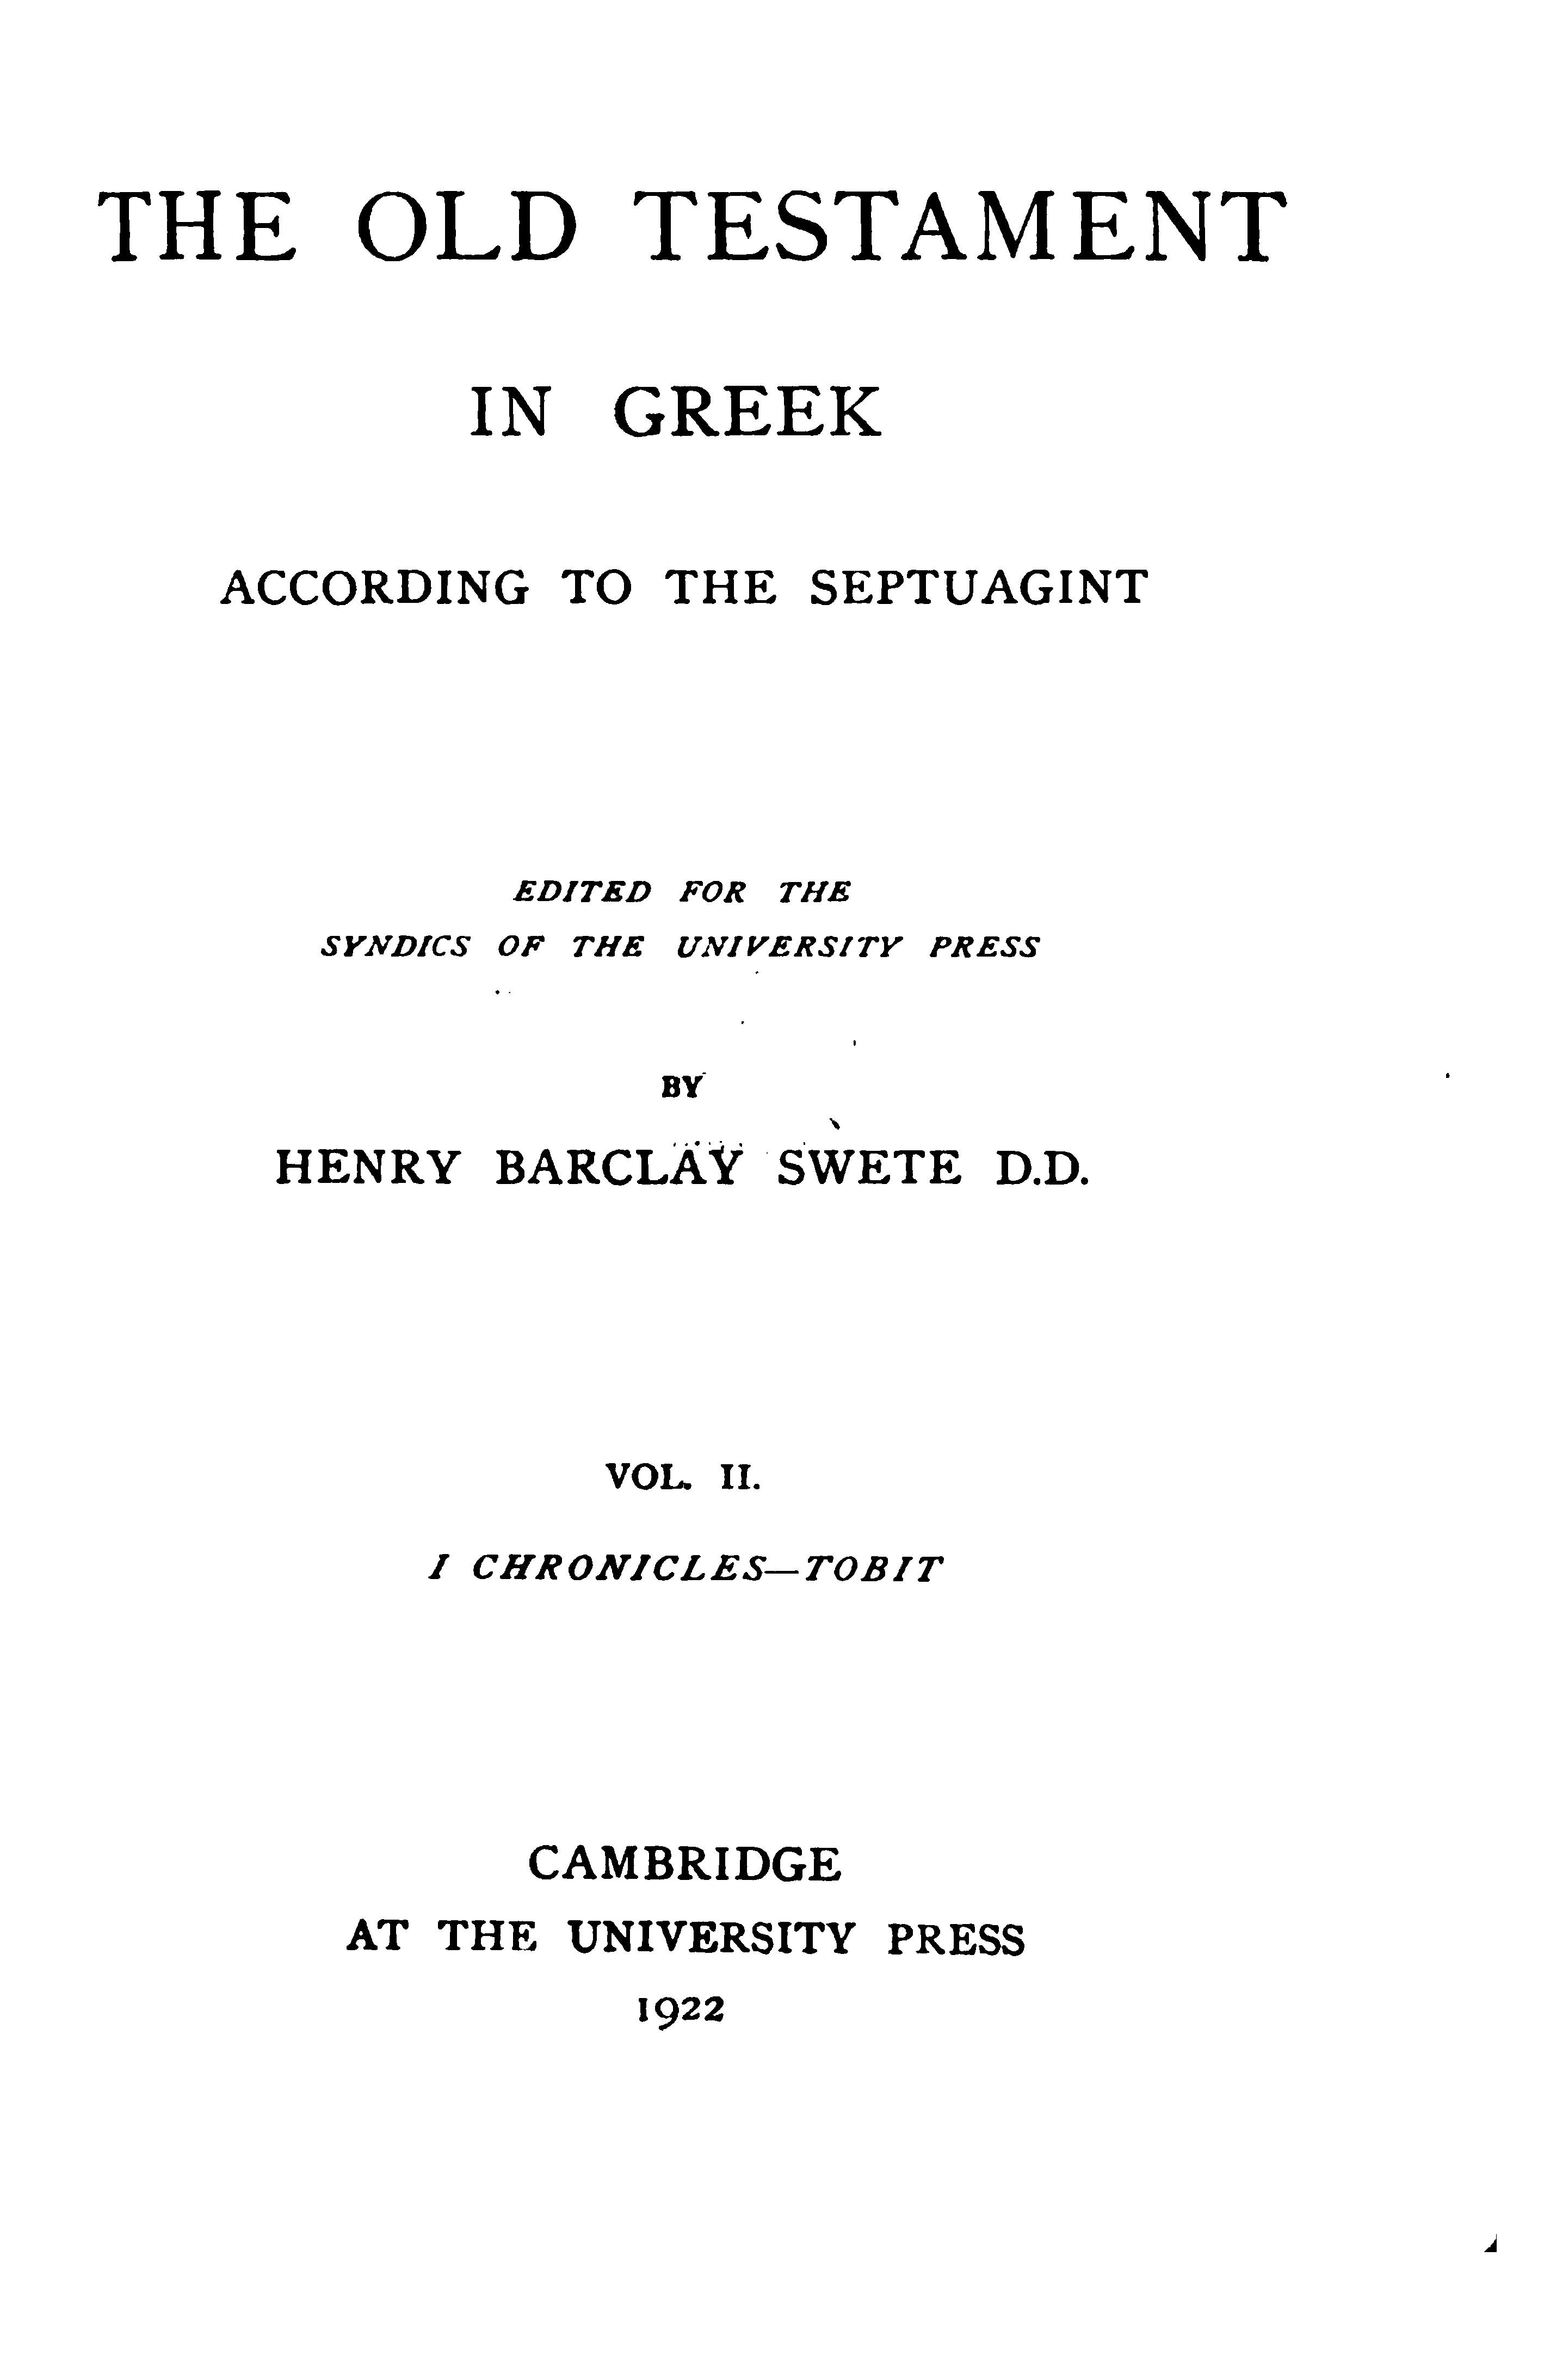 THE OLD TESTAMENT
IN GREEK
ACCORDING TO THE SEPTUAGINT
EDITED FOR THE
SYNDICS OF THE UNIVERSITY PRESS
BY
HENRY BARCLAY SWETE D.D.
VOL. II.
I CHRONICLES—TOBIT
CAMBRIDGE
AT THE UNIVERSITY PRESS
1922